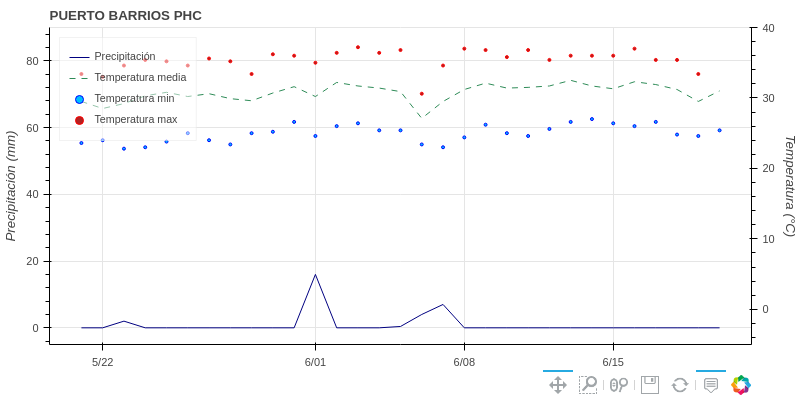 PUERTO BARRIOS PHC
Precipitación
Temperatura media
Temperatura min
Temperatura max
Precipitación (mm)
80
60
40
20
0
Temperatura (°C)
40
30
20
10
0
5/22
6/01
6/08
6/15